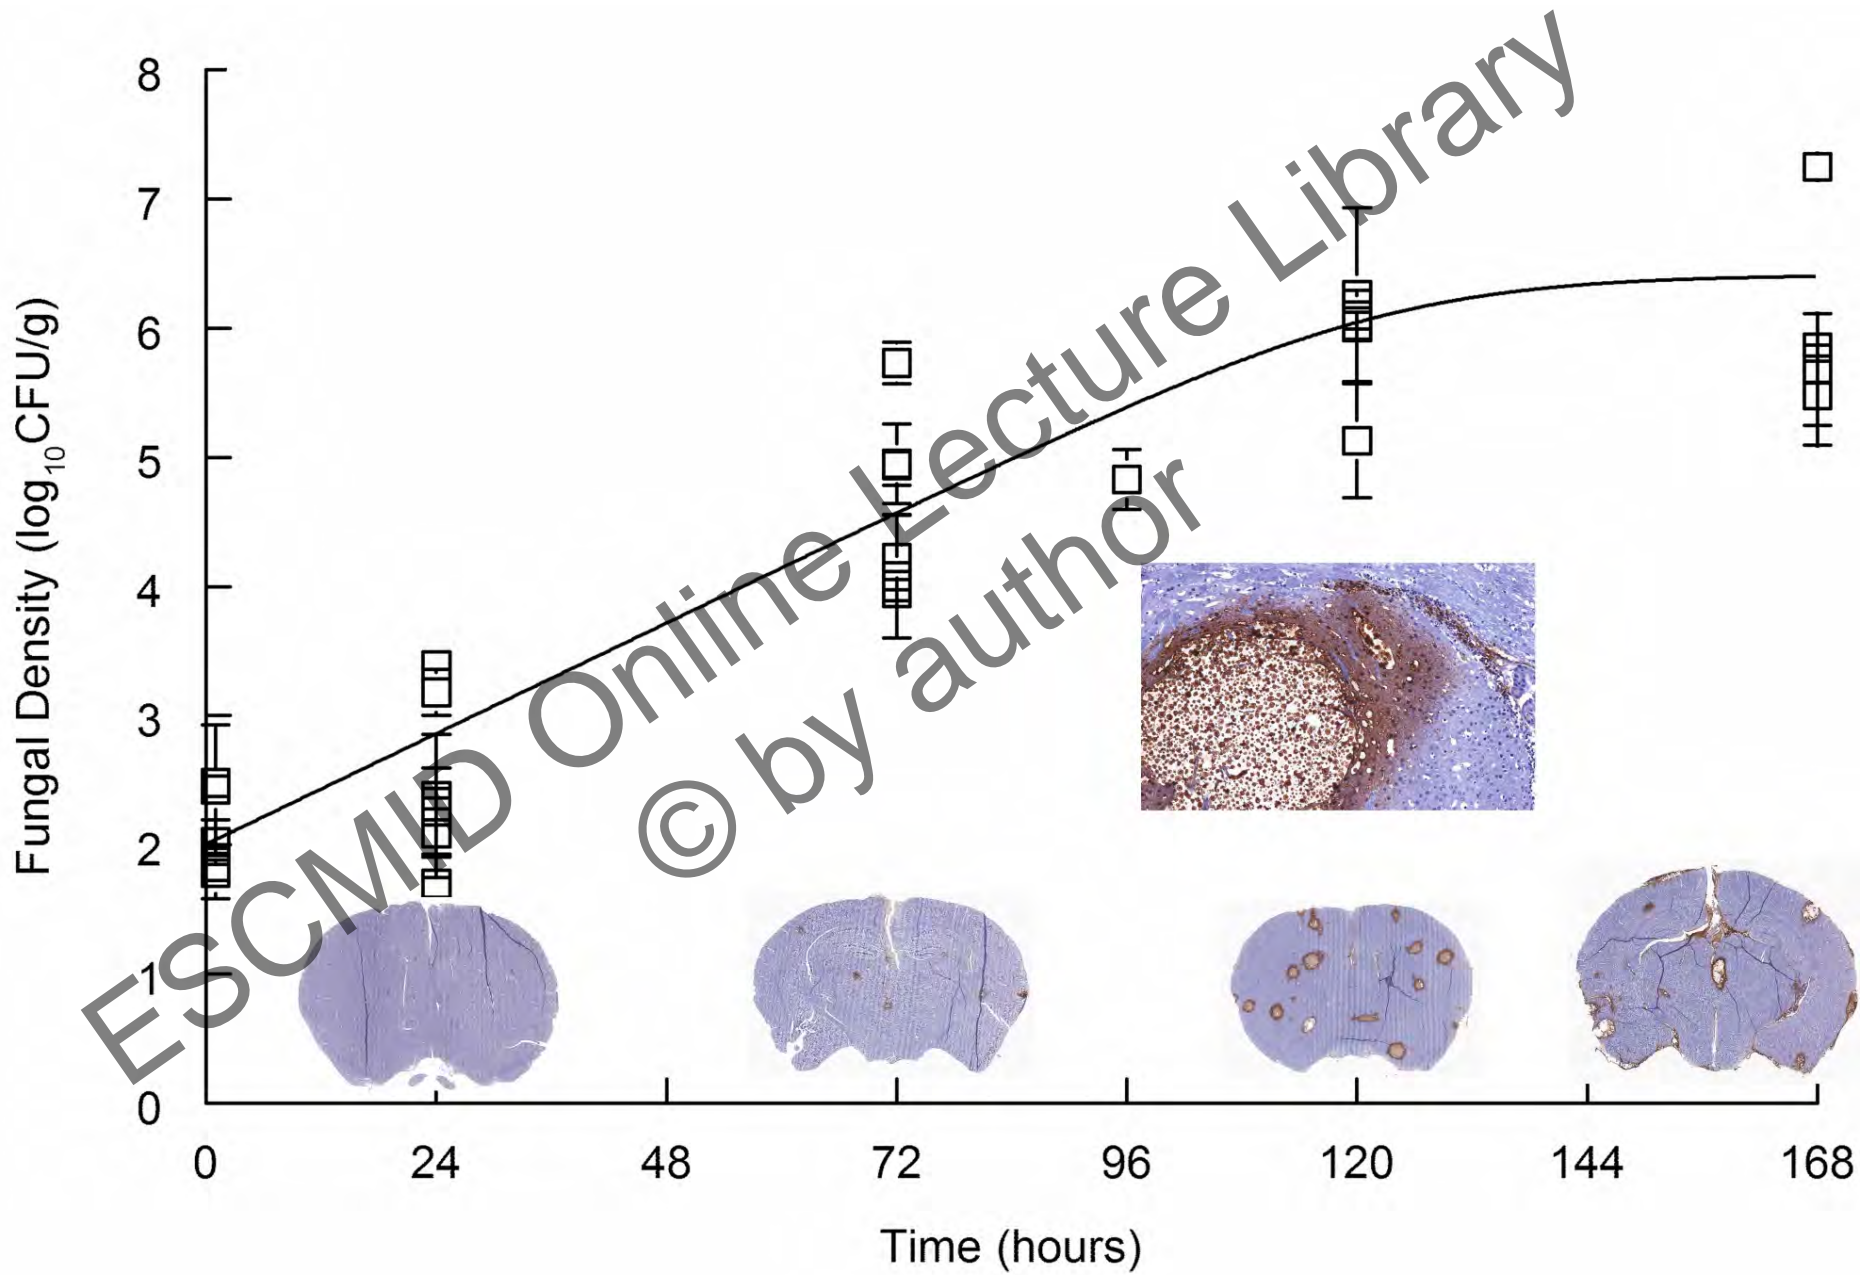 8
7
6
5
4
3
2
1
0
Fungal Density (log₁₀CFU/g)
0 24 48 72 96 120 144 168
Time (hours)
ESCMID Online Lecture Library
© by author